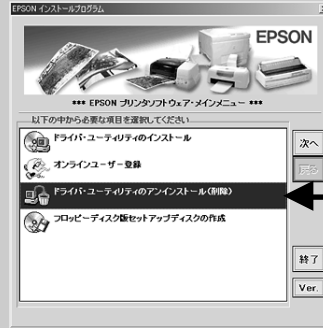 EPSON インストールプログラム
EPSON
*** EPSON プリンタソフトウェア・メインメニュー ***
以下の中から必要な項目を選択してください
ドライバ・ユーティリティのインストール
オンラインユーザー登録
ドライバ・ユーティリティのアンインストール(削除)
フロッピーディスク版セットアップディスクの作成
次へ
戻る
終了
Ver.